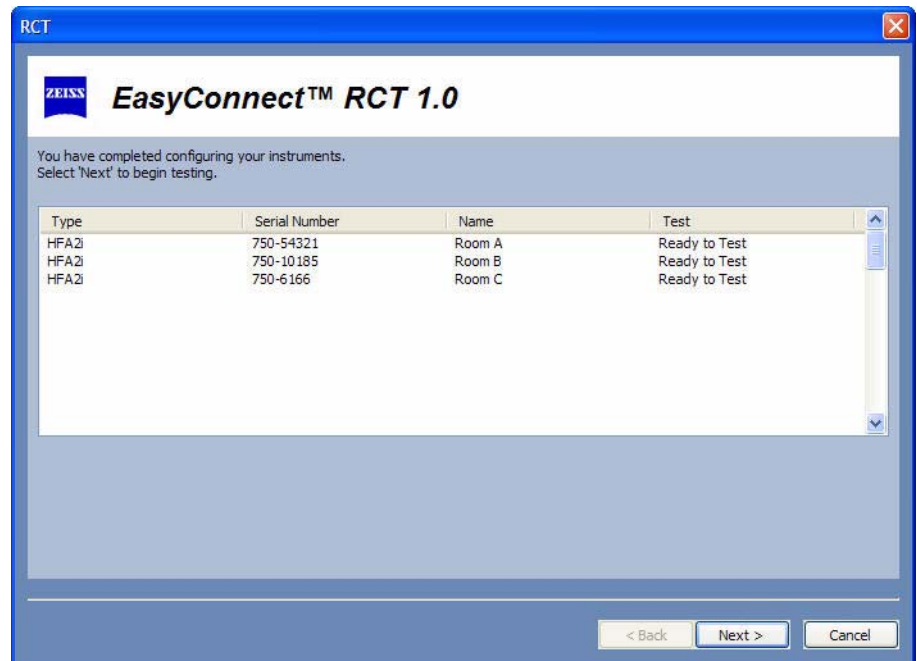 RCT
ZEISS
EasyConnect™ RCT 1.0
You have completed configuring your instruments.
Select 'Next' to begin testing.
Type Serial Number Name Test
HFA2i 750-54321 Room A Ready to Test
HFA2i 750-10185 Room B Ready to Test
HFA2i 750-6166 Room C Ready to Test
< Back Next > Cancel